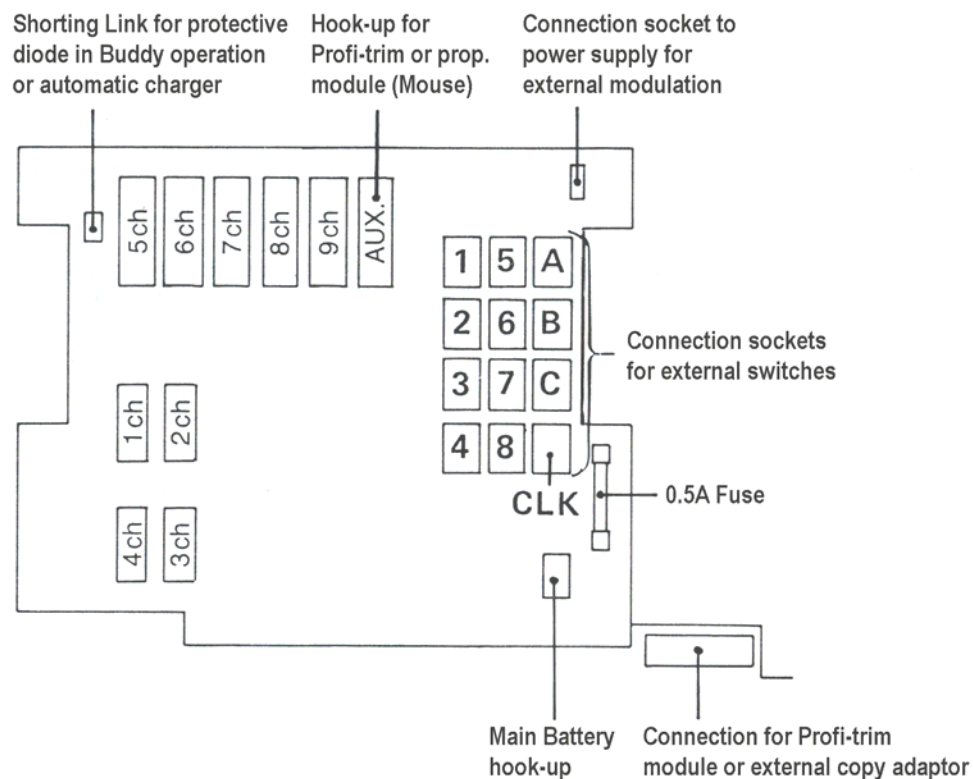 Shorting Link for protective
diode in Buddy operation
or automatic charger
Hook-up for
Profi-trim or prop.
module (Mouse)
Connection socket to
power supply for
external modulation
5ch
6ch
7ch
8ch
9ch
AUX.
1 5 A
2 6 B
3 7 C
4 8
CLK
Connection sockets
for external switches
1ch
2ch
4ch
3ch
0.5A Fuse
Main Battery
hook-up
Connection for Profi-trim
module or external copy adaptor